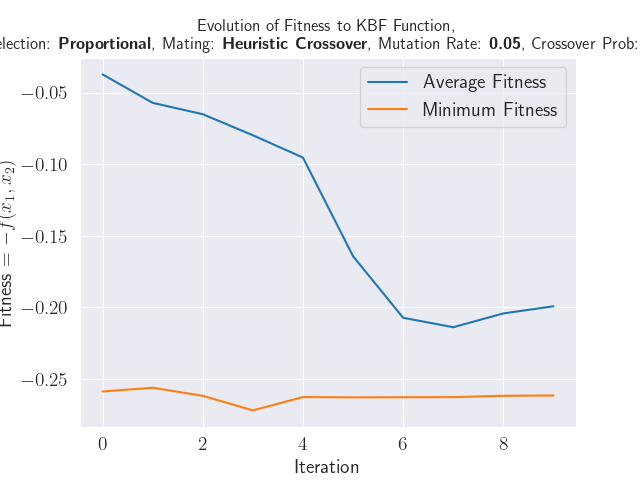 Evolution of Fitness to KBF Function,
election: Proportional, Mating: Heuristic Crossover, Mutation Rate: 0.05, Crossover Prob:
Average Fitness
Minimum Fitness
Fitness = −f(x₁, x₂)
−0.05
−0.10
−0.15
−0.20
−0.25
0 2 4 6 8
Iteration